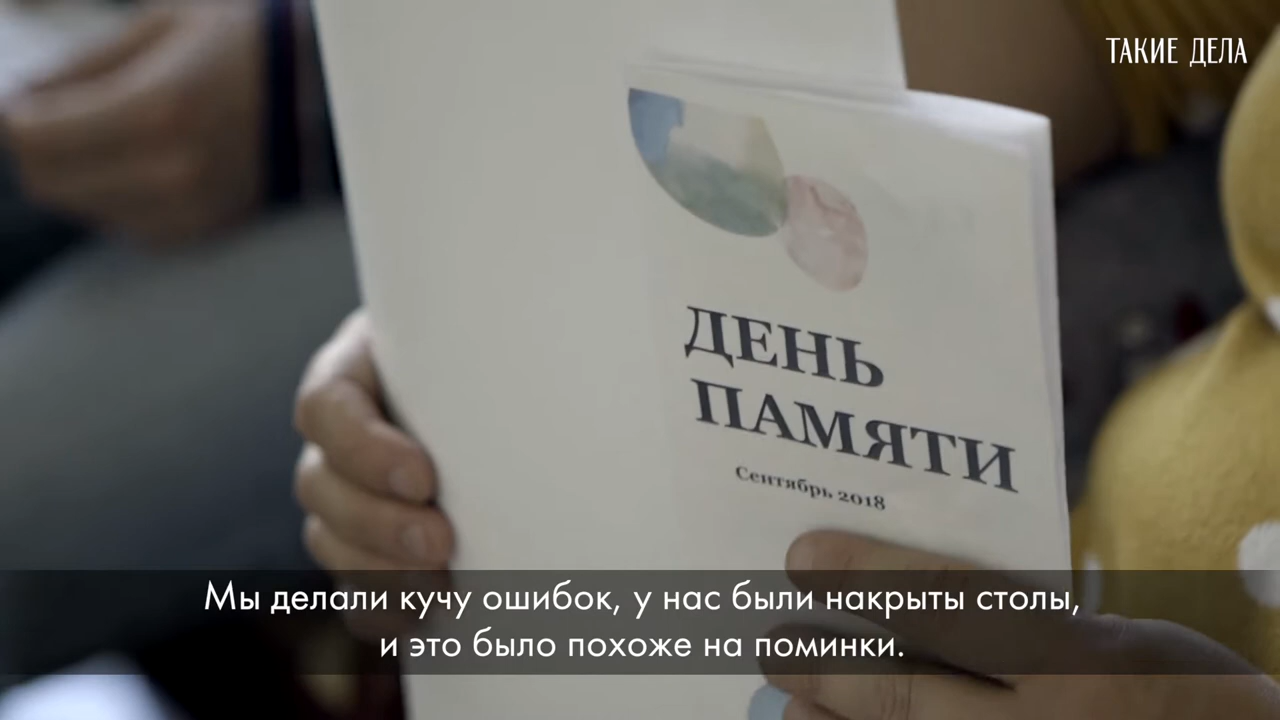 ТАКИЕ ДЕЛА
ДЕНЬ
ПАМЯТИ
Сентябрь 2018
Мы делали кучу ошибок, у нас были накрыты столы,
и это было похоже на поминки.